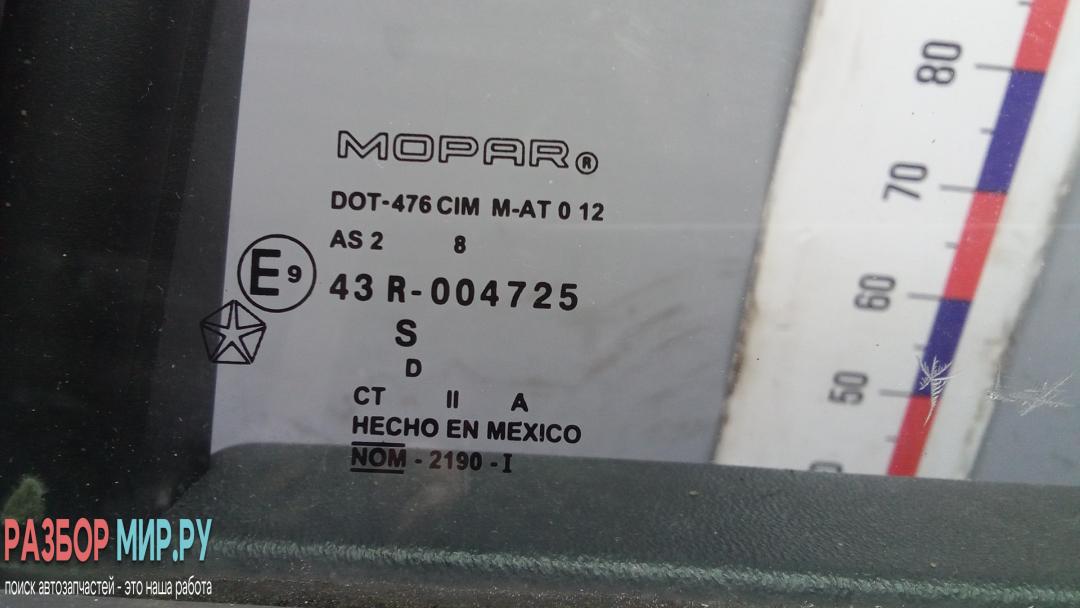 MOPAR®
DOT-476 CIM M-AT 0 12
AS 2 8
E9 43 R-004725
S
D
CT II A
HECHO EN MEXICO
NOM - 2190 - I
80
70
60
50
РАЗБОР МИР.РУ
поиск автозапчастей - это наша работа